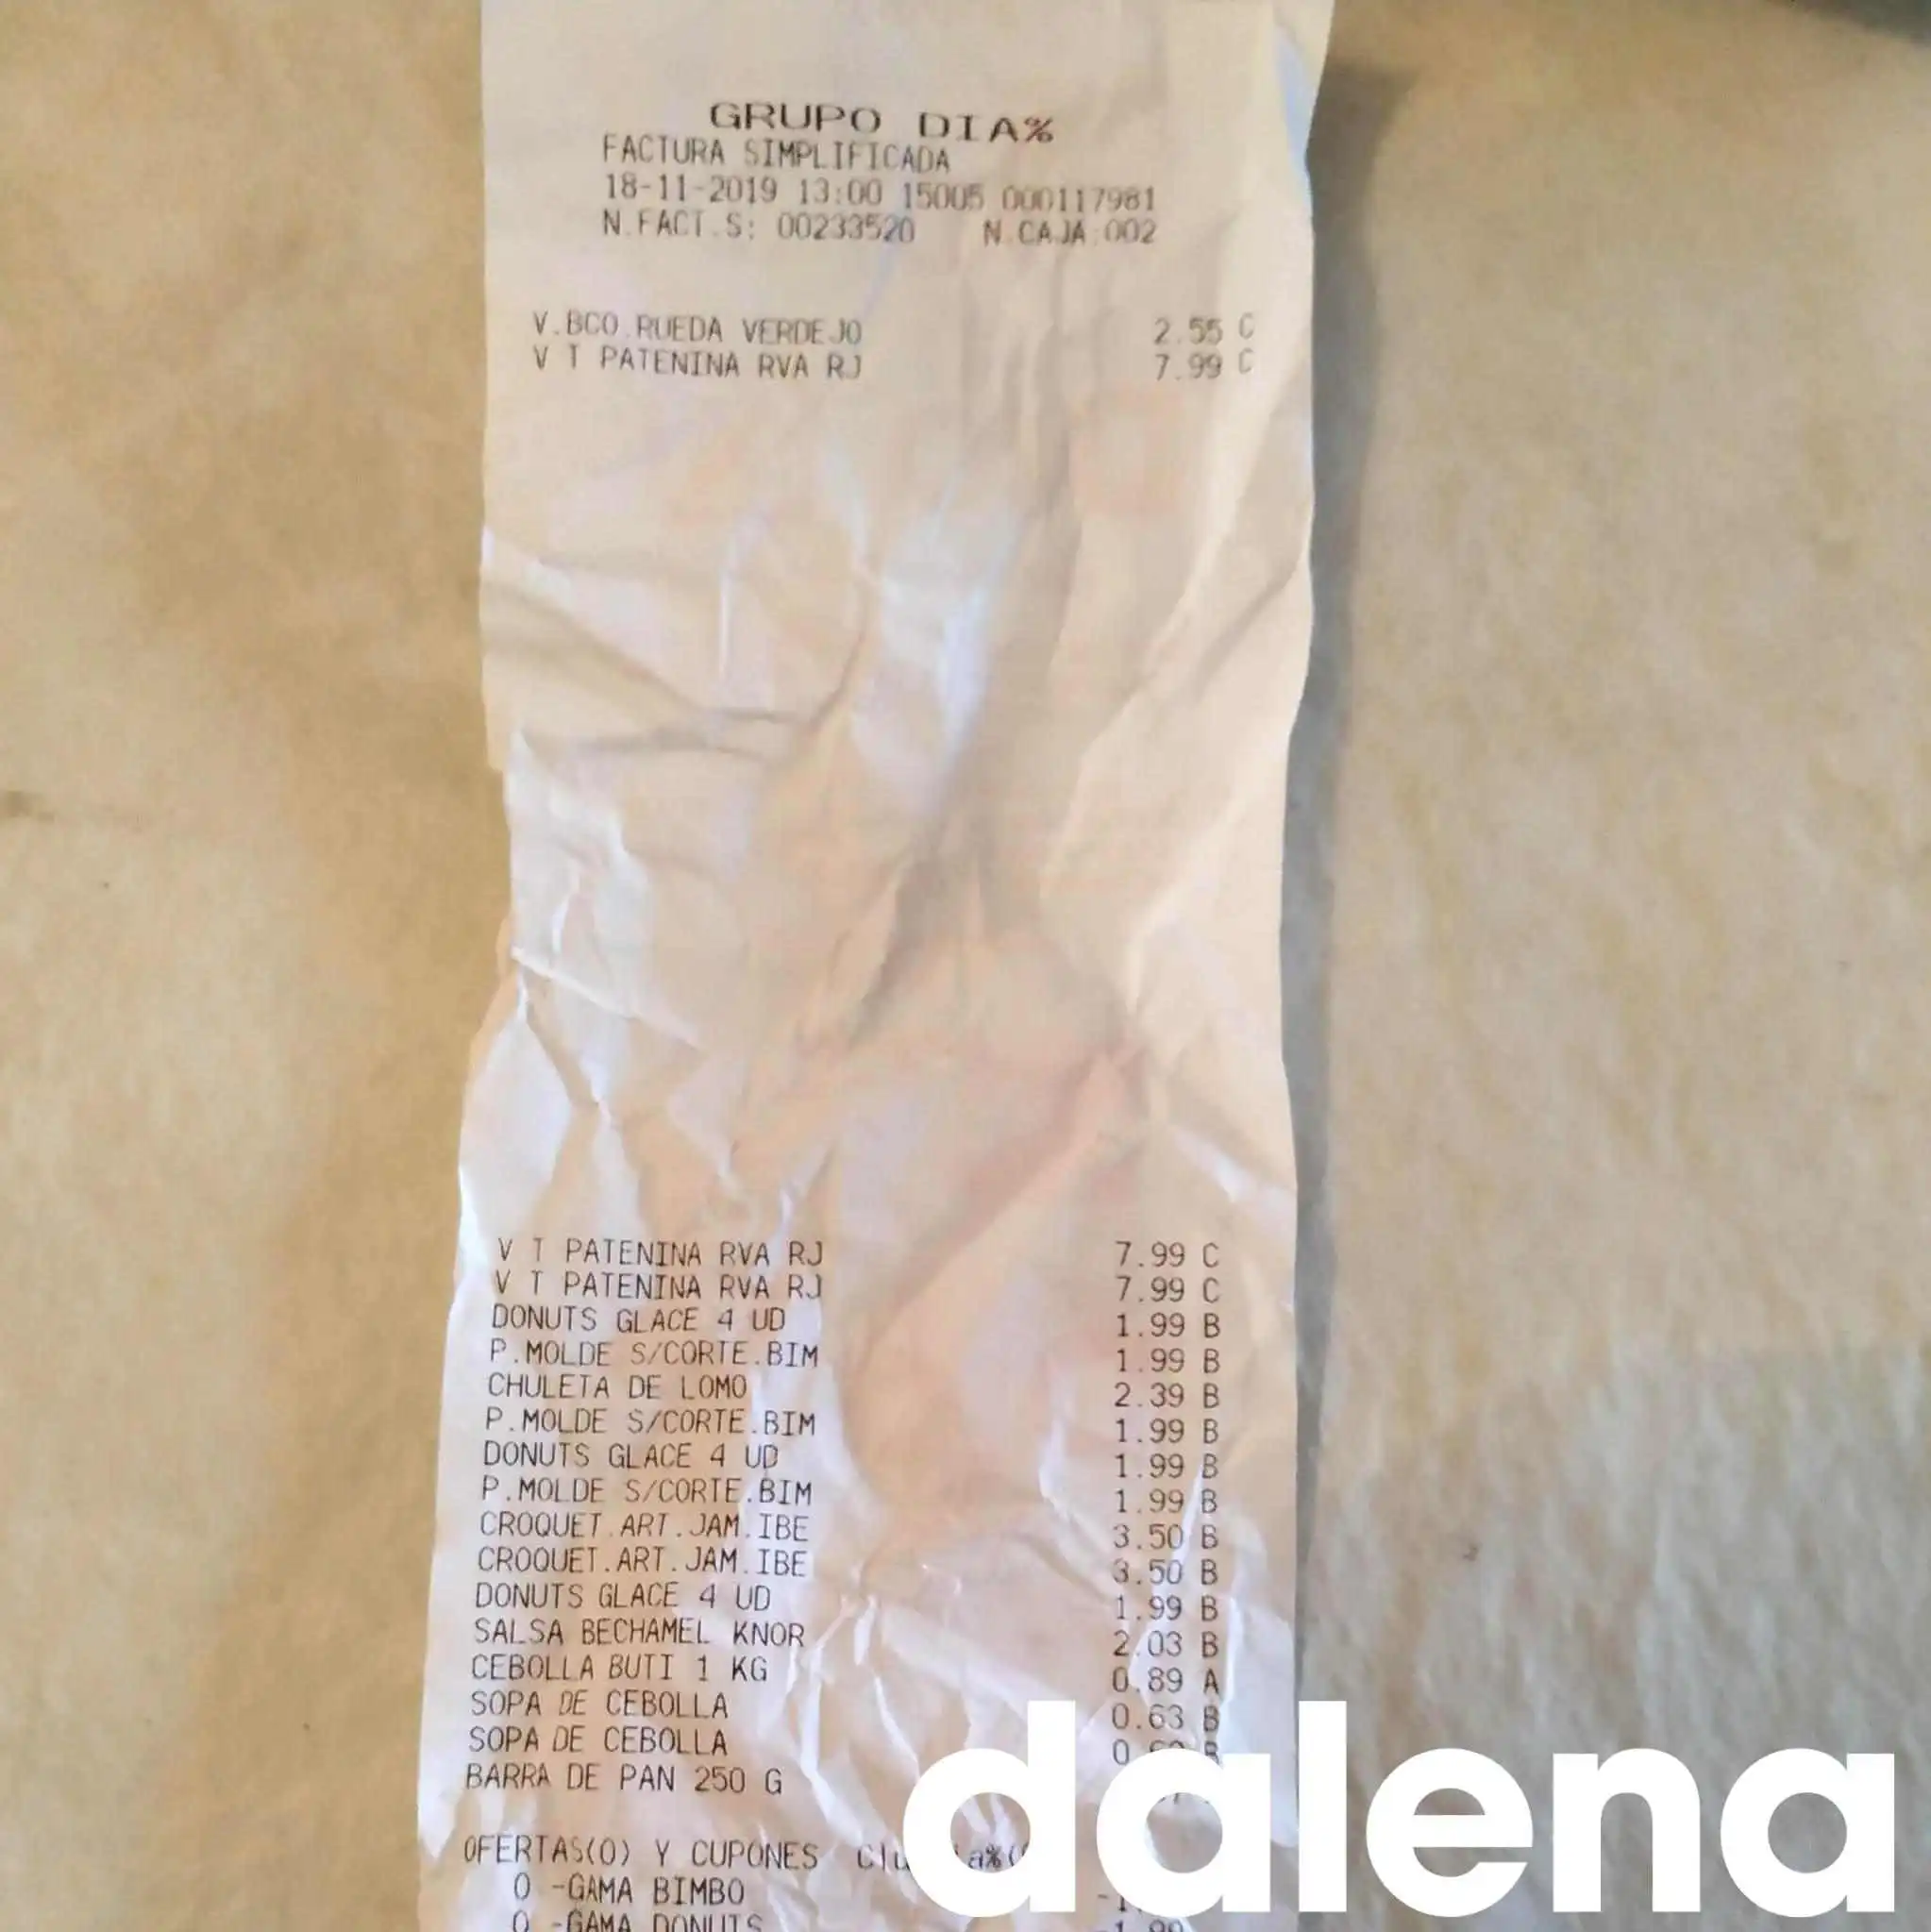 GRUPO DIA%
FACTURA SIMPLIFICADA
18-11-2019 13:00 15005 000117981
N.FACT.S: 00233520 N.CAJA:002
V.BCO.RUEDA VERDEJO 2.55 C
V T PATENINA RVA RJ 7.99 C
V T PATENINA RVA RJ 7.99 C
V T PATENINA RVA RJ 7.99 C
DONUTS GLACE 4 UD 1.99 B
P.MOLDE S/CORTE.BIM 1.99 B
CHULETA DE LOMO 2.39 B
P.MOLDE S/CORTE.BIM 1.99 B
DONUTS GLACE 4 UD 1.99 B
P.MOLDE S/CORTE.BIM 1.99 B
CROQUET.ART.JAM.IBE 3.50 B
CROQUET.ART.JAM.IBE 3.50 B
DONUTS GLACE 4 UD 1.99 B
SALSA BECHAMEL KNOR 2.03 B
CEBOLLA BUTI 1 KG 0.89 A
SOPA DE CEBOLLA 0.63 B
SOPA DE CEBOLLA
BARRA DE PAN 250 G
OFERTAS(O) Y CUPONES
O -GAMA BIMBO
O -GAMA DONUTS -1.99
dalena